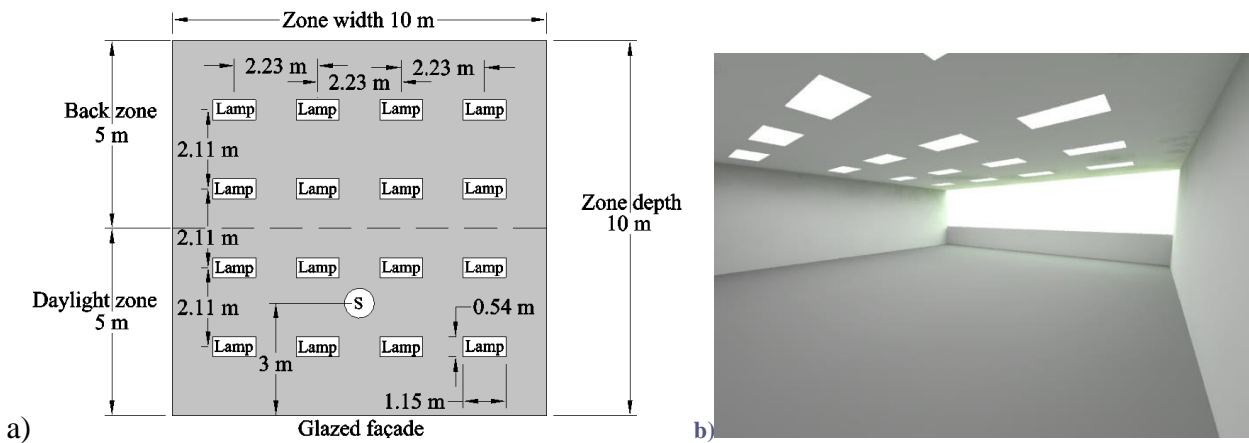 Zone width 10 m
2.23 m
2.23 m
2.23 m
Lamp Lamp Lamp Lamp
Back zone
5 m
2.11 m
Lamp Lamp Lamp Lamp
Zone depth
10 m
2.11 m
Lamp Lamp Lamp Lamp
Daylight zone
5 m
2.11 m
S
0.54 m
Lamp Lamp Lamp Lamp
3 m
1.15 m
a)
Glazed façade
b)